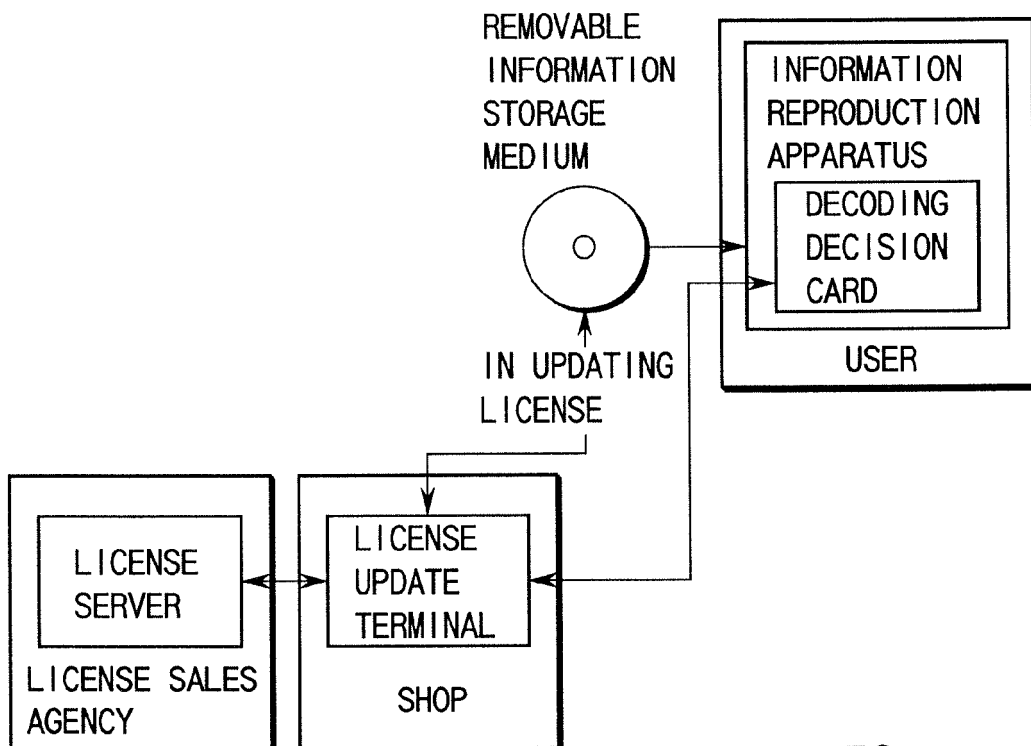 REMOVABLE
INFORMATION
STORAGE
MEDIUM
INFORMATION
REPRODUCTION
APPARATUS
DECODING
DECISION
CARD
USER
IN UPDATING
LICENSE
LICENSE
SERVER
LICENSE SALES
AGENCY
LICENSE
UPDATE
TERMINAL
SHOP